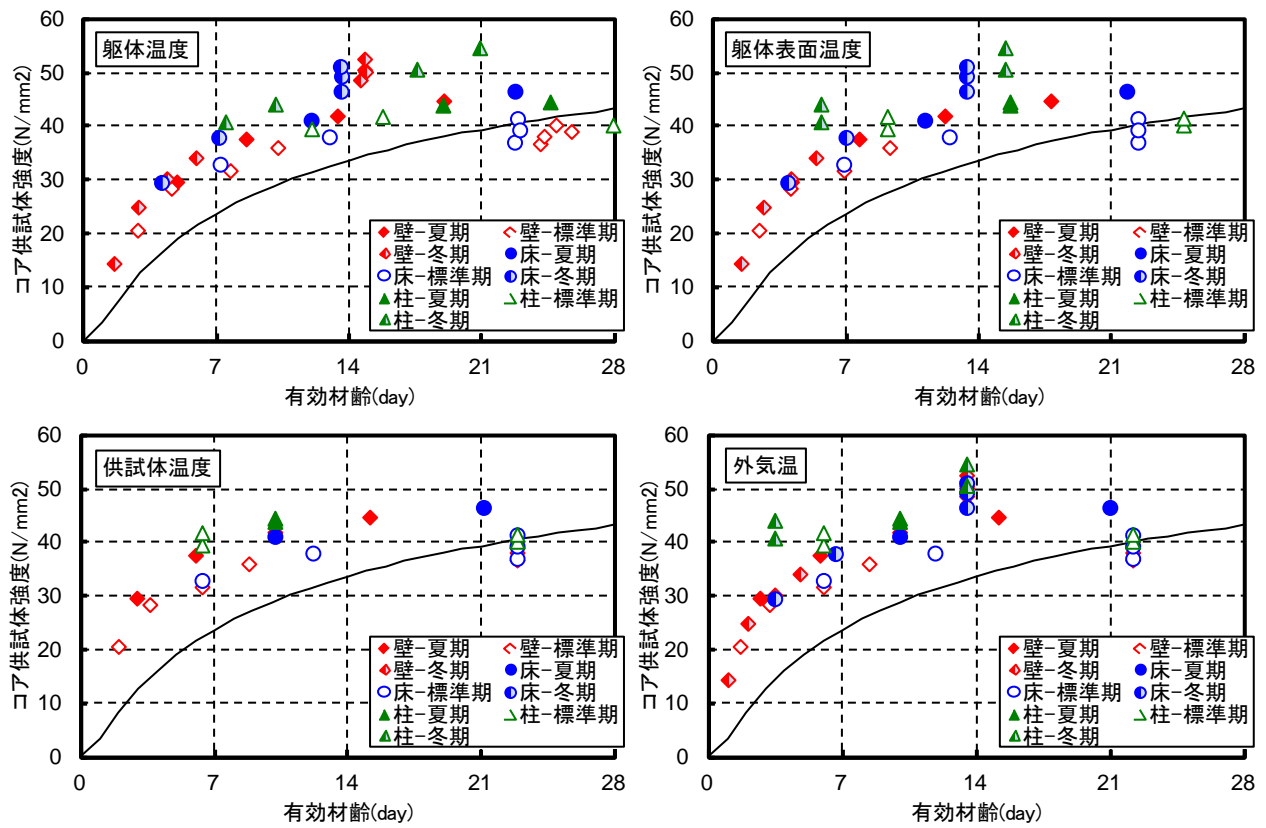 躯体温度
コア供試体強度(N/mm2)
60
50
40
30
20
10
0
0 7 14 21 28
有効材齢(day)
壁-夏期 壁-標準期
壁-冬期 床-夏期
床-標準期 床-冬期
柱-夏期 柱-標準期
柱-冬期
躯体表面温度
コア供試体強度(N/mm2)
60
50
40
30
20
10
0
0 7 14 21 28
有効材齢(day)
壁-夏期 壁-標準期
壁-冬期 床-夏期
床-標準期 床-冬期
柱-夏期 柱-標準期
柱-冬期
供試体温度
コア供試体強度(N/mm2)
60
50
40
30
20
10
0
0 7 14 21 28
有効材齢(day)
壁-夏期 壁-標準期
壁-冬期 床-夏期
床-標準期 床-冬期
柱-夏期 柱-標準期
柱-冬期
外気温
コア供試体強度(N/mm2)
60
50
40
30
20
10
0
0 7 14 21 28
有効材齢(day)
壁-夏期 壁-標準期
壁-冬期 床-夏期
床-標準期 床-冬期
柱-夏期 柱-標準期
柱-冬期